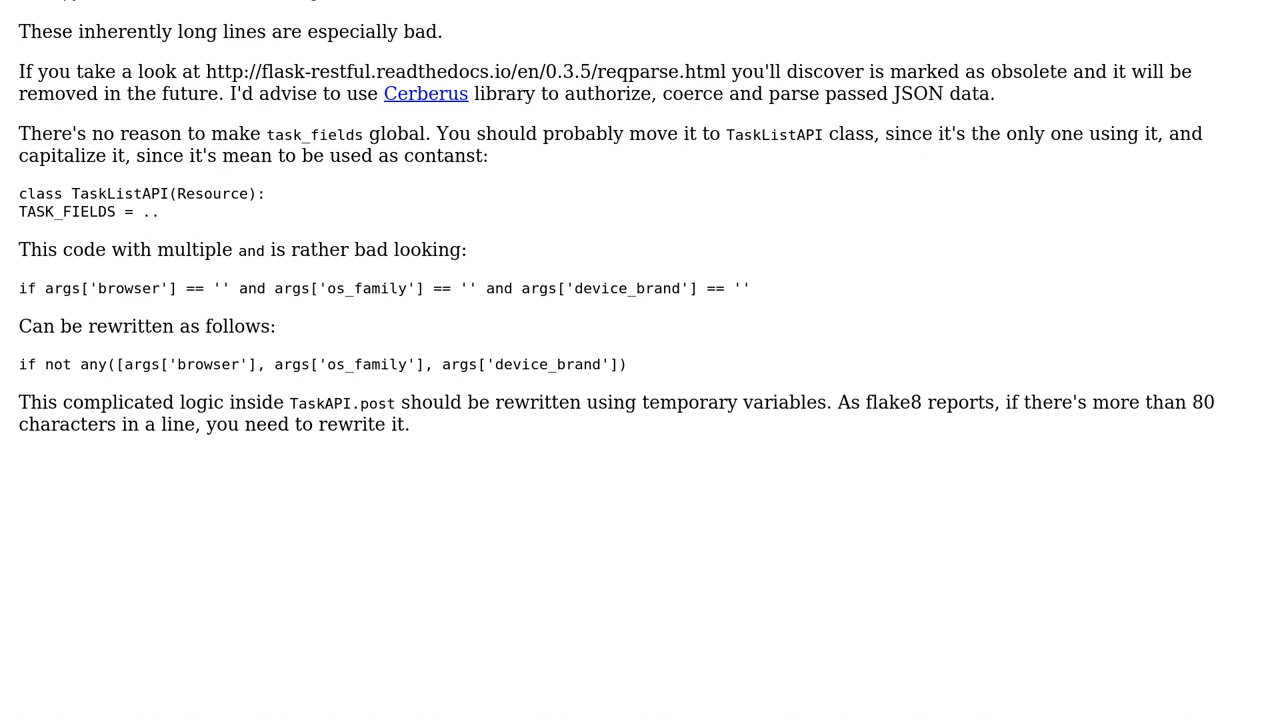 These inherently long lines are especially bad.
If you take a look at http://flask-restful.readthedocs.io/en/0.3.5/reqparse.html you'll discover is marked as obsolete and it will be
removed in the future. I'd advise to use Cerberus library to authorize, coerce and parse passed JSON data.
There's no reason to make task_fields global. You should probably move it to TaskListAPI class, since it's the only one using it, and
capitalize it, since it's mean to be used as contanst:
class TaskListAPI(Resource):
TASK_FIELDS = ..
This code with multiple and is rather bad looking:
if args['browser'] == '' and args['os_family'] == '' and args['device_brand'] == ''
Can be rewritten as follows:
if not any([args['browser'], args['os_family'], args['device_brand'])
This complicated logic inside TaskAPI.post should be rewritten using temporary variables. As flake8 reports, if there's more than 80
characters in a line, you need to rewrite it.